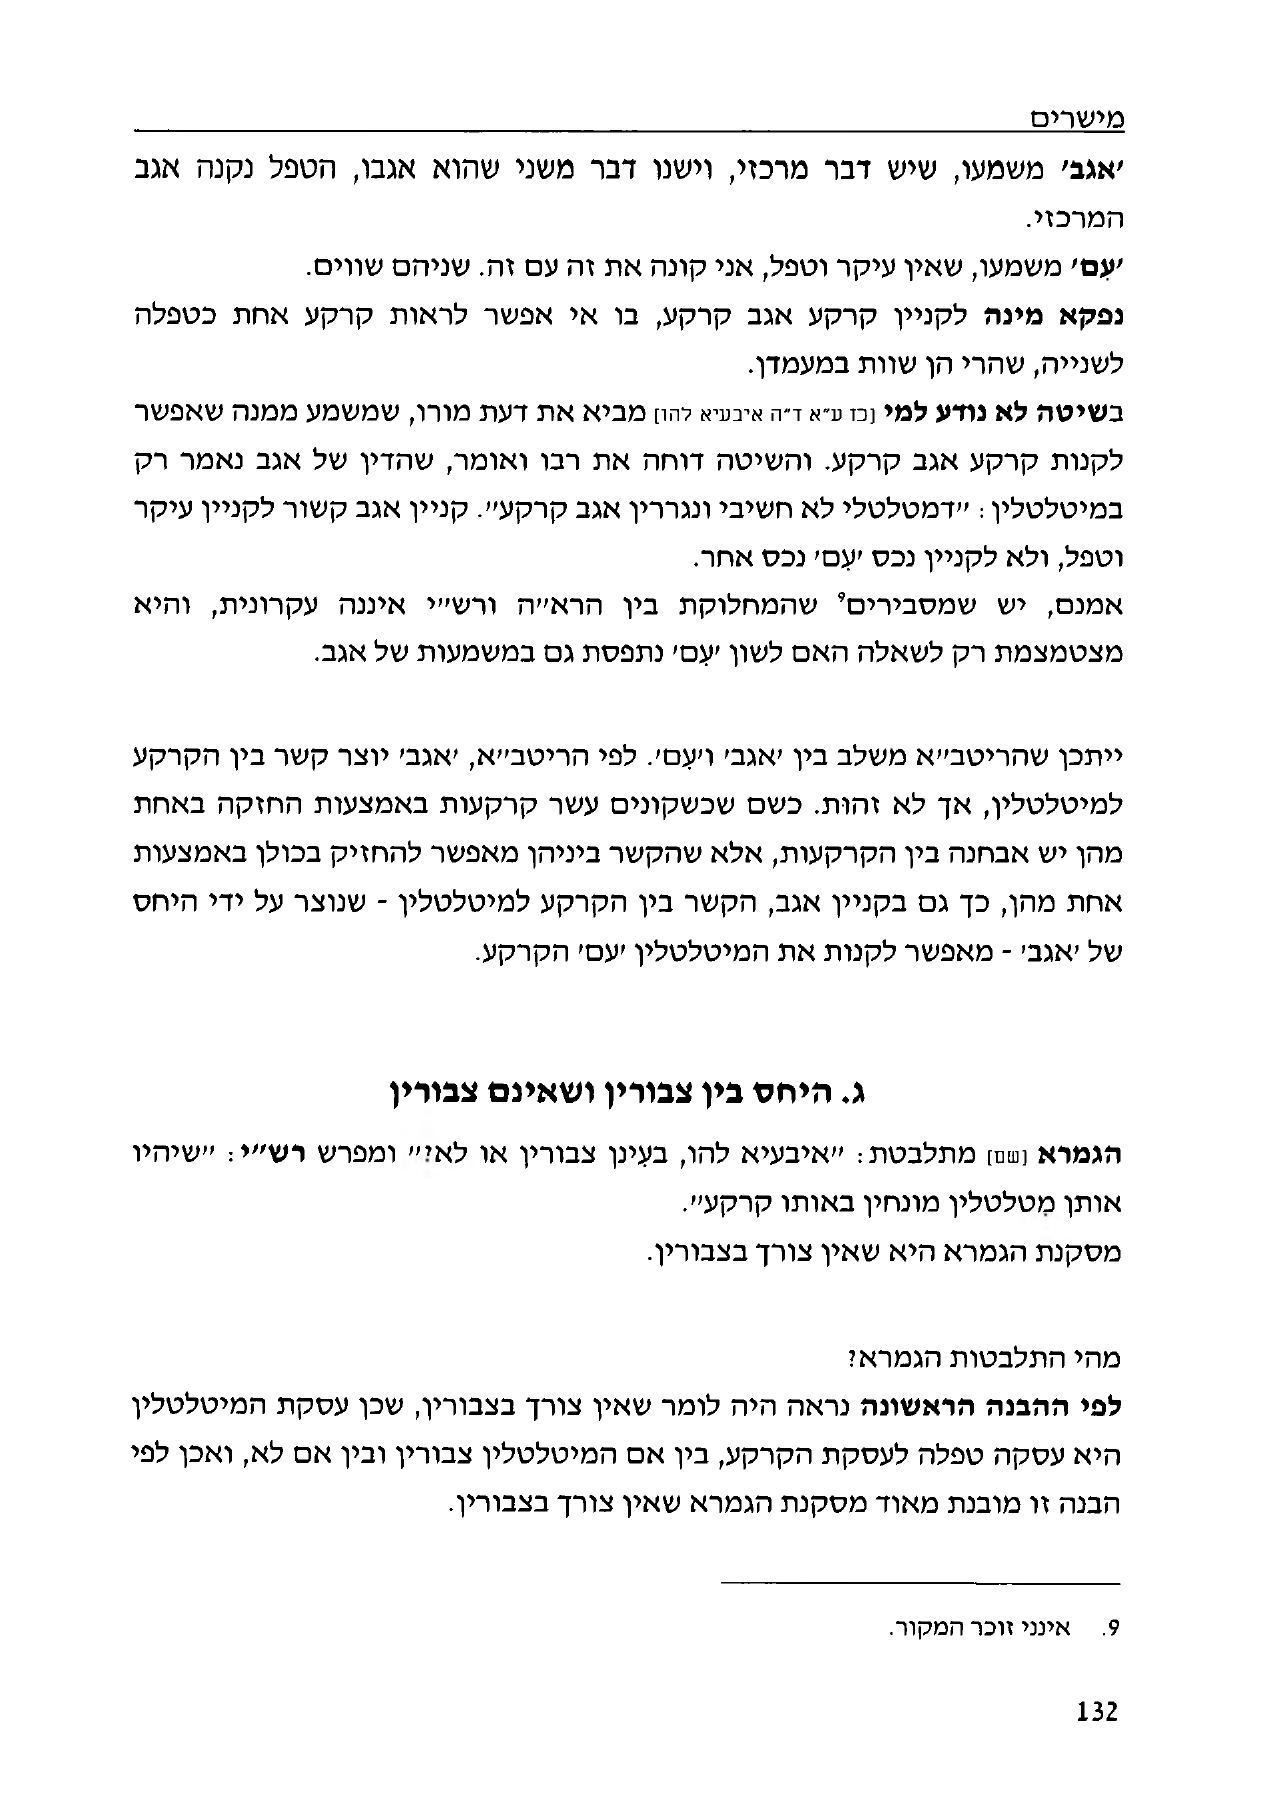 מישרים
'אגב' משמעו, שיש דבר מרכזי, וישנו דבר משני שהוא אגבו, הטפל נקנה אגב
המרכזי.
'עִם' משמעו, שאין עיקר וטפל, אני קונה את זה עם זה. שניהם שווים.
נפקא מינה לקניין קרקע אגב קרקע, בו אי אפשר לראות קרקע אחת כטפלה
לשנייה, שהרי הן שוות במעמדן.
בשיטה לא נודע למי [כז ע״א ד״ה איבעיא להו] מביא את דעת מורו, שמשמע ממנה שאפשר
לקנות קרקע אגב קרקע. והשיטה דוחה את רבו ואומר, שהדין של אגב נאמר רק
במיטלטלין: ״דמטלטלי לא חשיבי ונגררין אגב קרקע״. קניין אגב קשור לקניין עיקר
וטפל, ולא לקניין נכס 'עִם' נכס אחר.
אמנם, יש שמסבירים⁹ שהמחלוקת בין הרא״ה ורש״י איננה עקרונית, והיא
מצטמצמת רק לשאלה האם לשון 'עִם' נתפסת גם במשמעות של אגב.
ייתכן שהריטב״א משלב בין 'אגב' ו'עִם'. לפי הריטב״א, 'אגב' יוצר קשר בין הקרקע
למיטלטלין, אך לא זהוּת. כשם שכשקונים עשר קרקעות באמצעות החזקה באחת
מהן יש אבחנה בין הקרקעות, אלא שהקשר ביניהן מאפשר להחזיק בכולן באמצעות
אחת מהן, כך גם בקניין אגב, הקשר בין הקרקע למיטלטלין - שנוצר על ידי היחס
של 'אגב' - מאפשר לקנות את המיטלטלין 'עם' הקרקע.
ג. היחס בין צבורין ושאינם צבורין
הגמרא [שם] מתלבטת: ״איבעיא להו, בעינן צבורין או לא?״ ומפרש רש״י: ״שיהיו
אותן מטלטלין מונחין באותו קרקע״.
מסקנת הגמרא היא שאין צורך בצבורין.
מהי התלבטות הגמרא?
לפי ההבנה הראשונה נראה היה לומר שאין צורך בצבורין, שכן עסקת המיטלטלין
היא עסקה טפלה לעסקת הקרקע, בין אם המיטלטלין צבורין ובין אם לא, ואכן לפי
הבנה זו מובנת מאוד מסקנת הגמרא שאין צורך בצבורין.
9. אינני זוכר המקור.
132